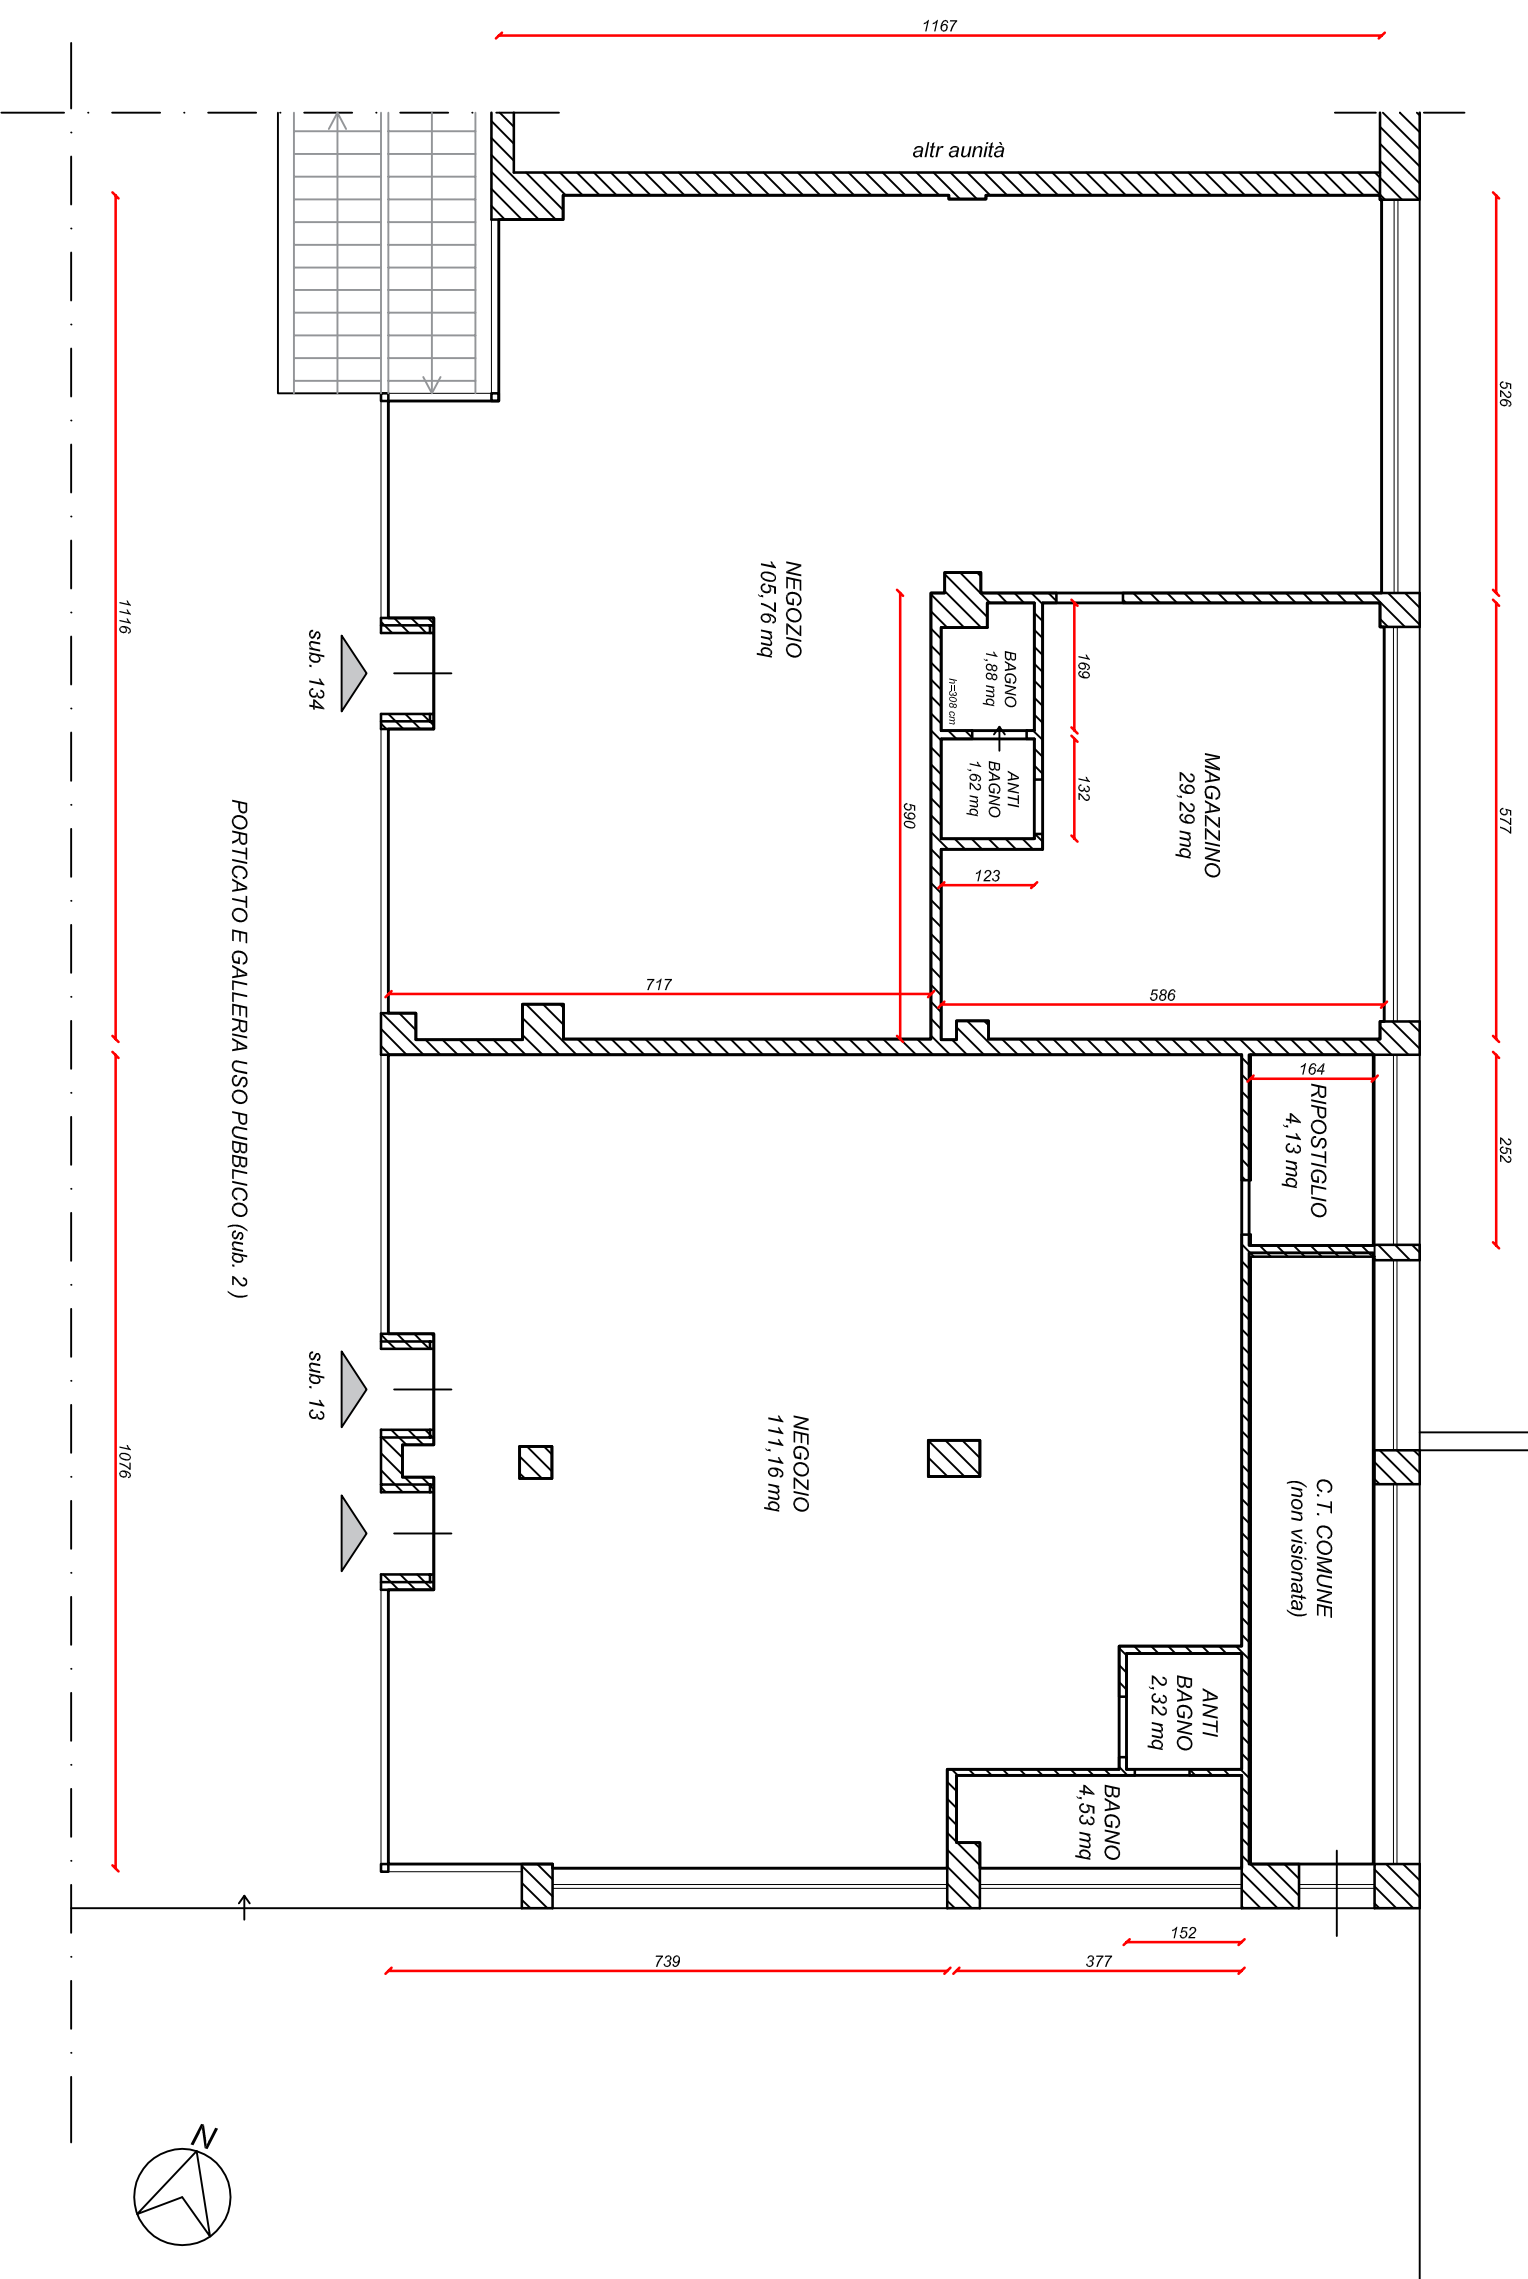 1167
altr aunità
526
NEGOZIO
105,76 mq
1116
sub. 134
BAGNO
1,88 mq
h=308 cm
169
ANTI
BAGNO
1,62 mq
132
MAGAZZINO
29,29 mq
577
590
123
717
586
PORTICATO E GALLERIA USO PUBBLICO (sub. 2 )
164
RIPOSTIGLIO
4,13 mq
252
sub. 13
1076
NEGOZIO
111,16 mq
C.T. COMUNE
(non visionata)
ANTI
BAGNO
2,32 mq
BAGNO
4,53 mq
152
739
377
N